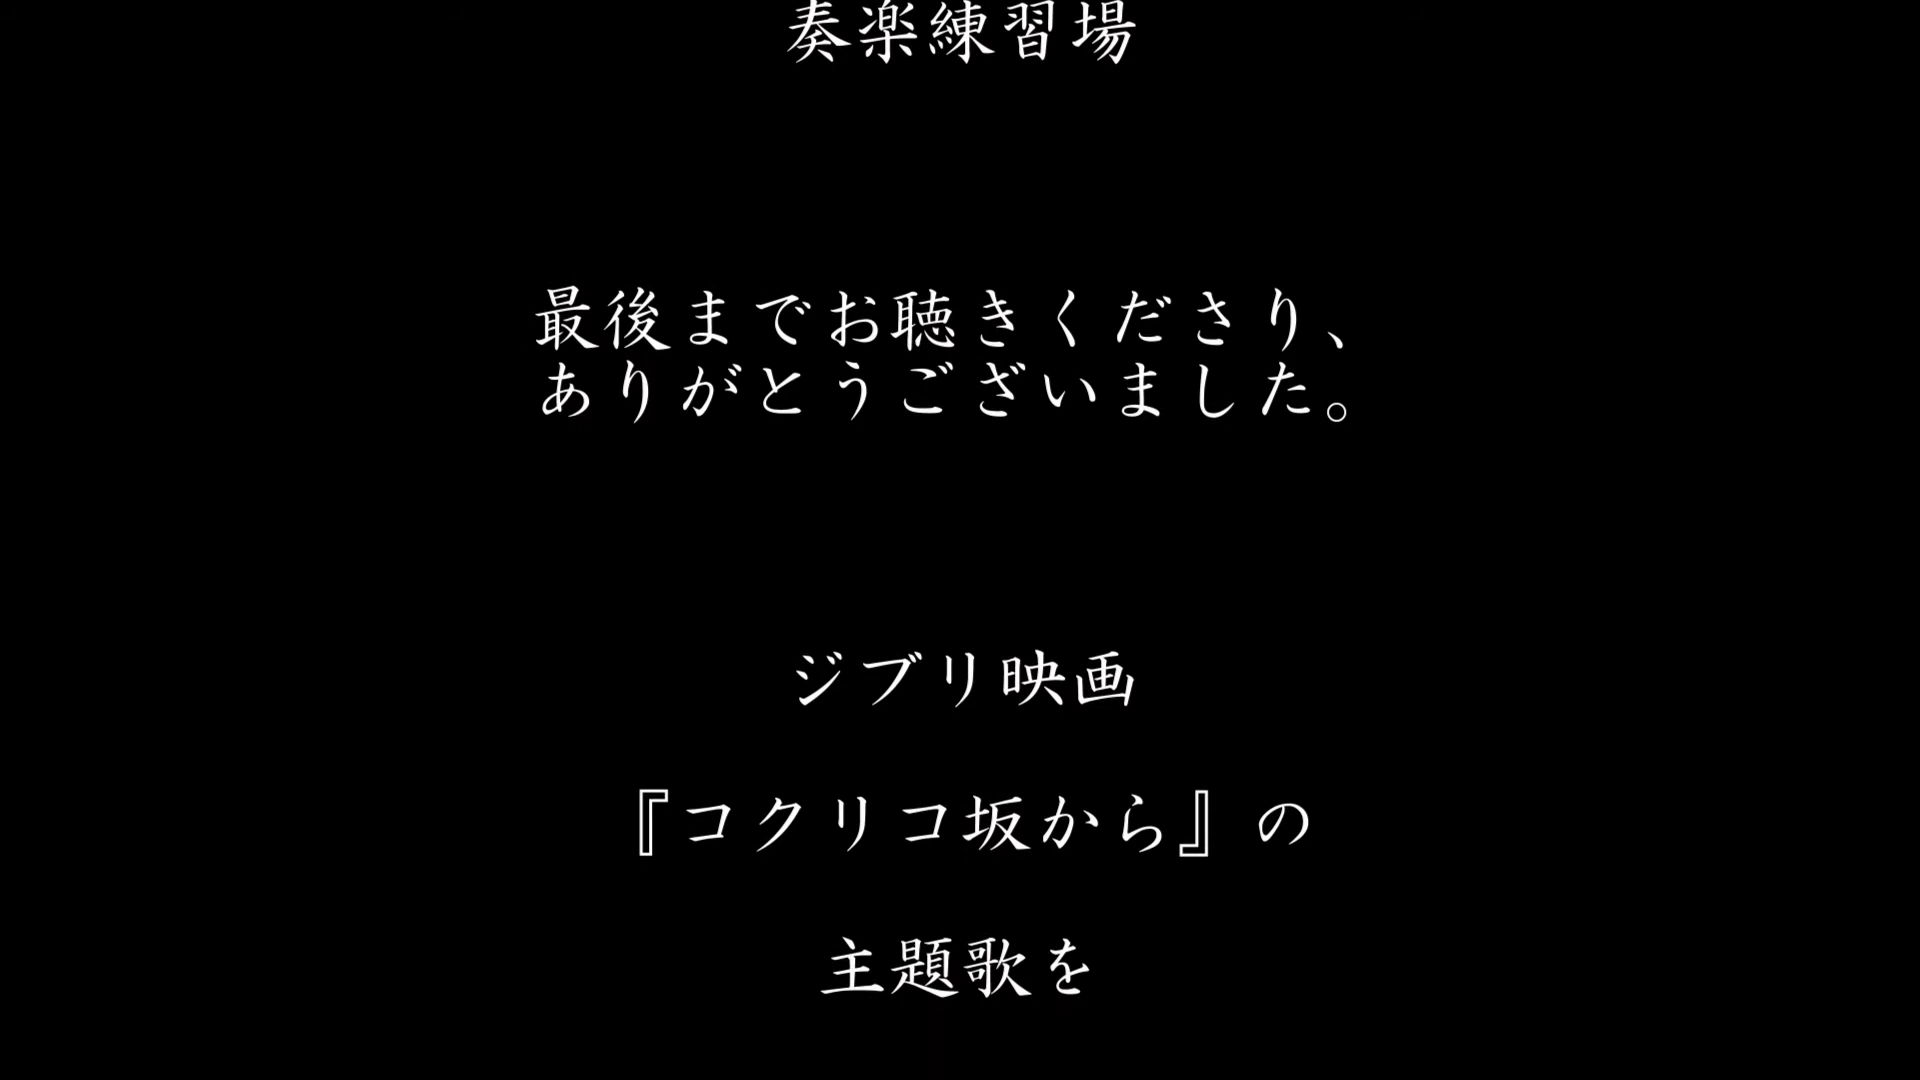 奏楽練習場
最後までお聴きくださり、
ありがとうございました。
ジブリ映画
『コクリコ坂から』の
主題歌を